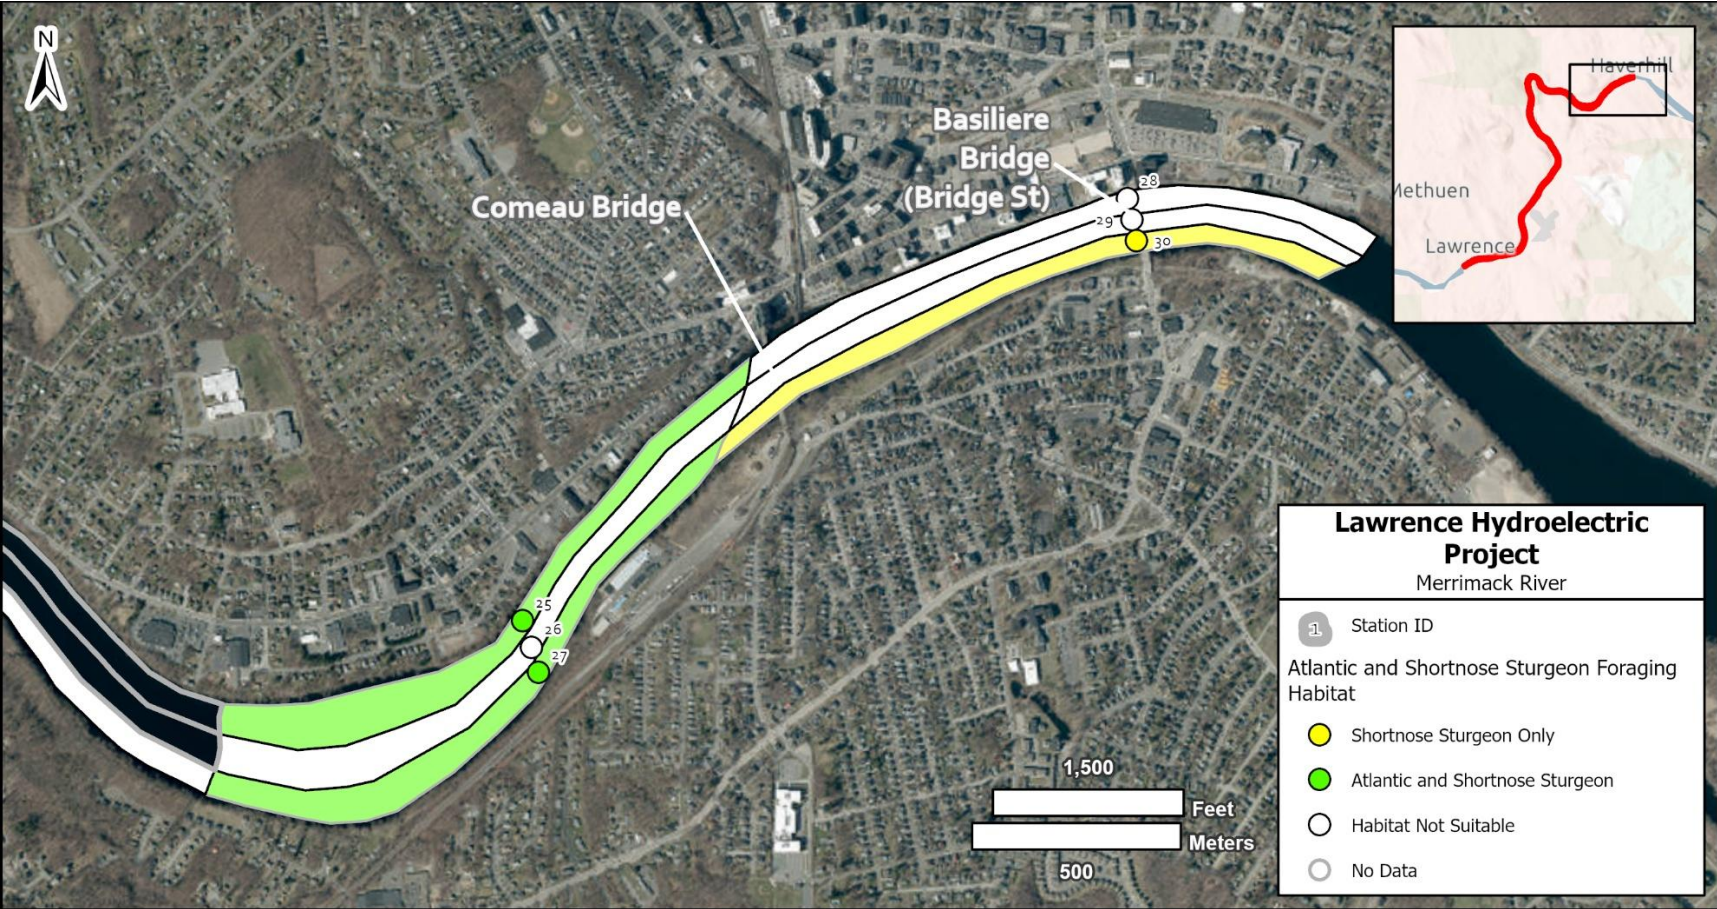 N
Haverhill
Methuen
Lawrence
Basiliere
Bridge
(Bridge St)
Comeau Bridge
28
29
30
25
26
27
1,500
Feet
Meters
500
Lawrence Hydroelectric
Project
Merrimack River
1 Station ID
Atlantic and Shortnose Sturgeon Foraging
Habitat
Shortnose Sturgeon Only
Atlantic and Shortnose Sturgeon
Habitat Not Suitable
No Data